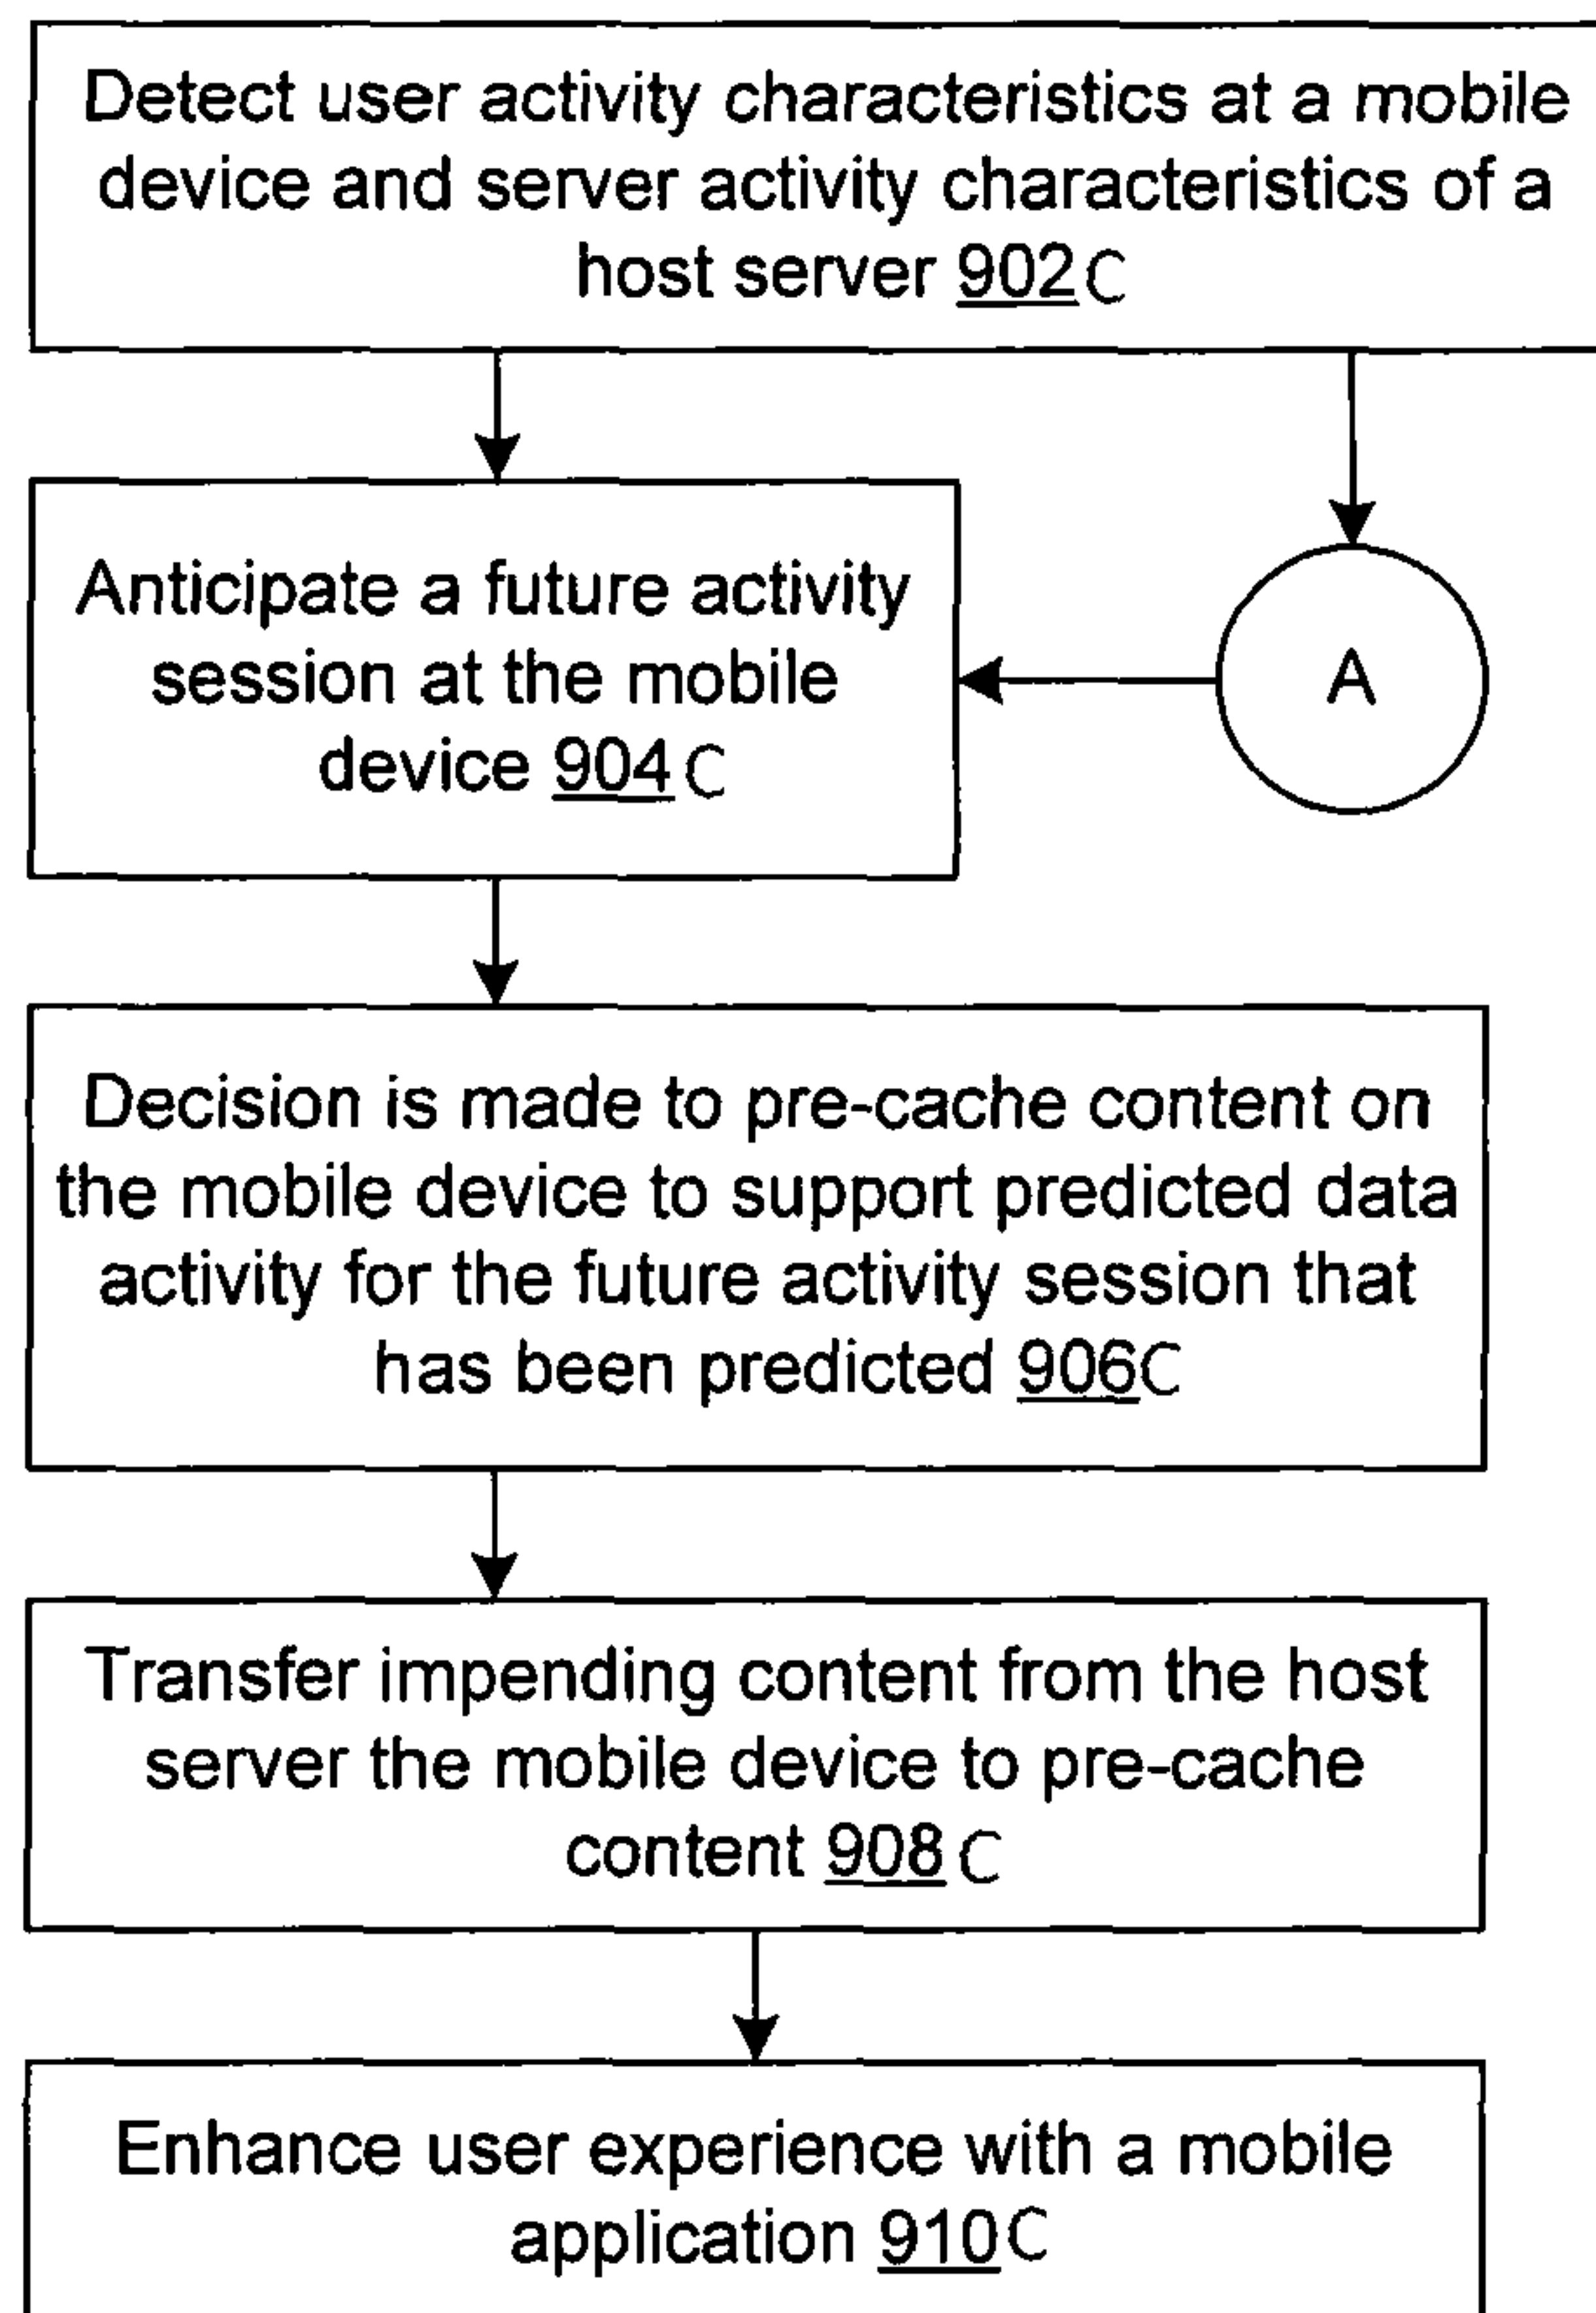 Detect user activity characteristics at a mobile
device and server activity characteristics of a
host server 902C
Anticipate a future activity
session at the mobile
device 904C
A
Decision is made to pre-cache content on
the mobile device to support predicted data
activity for the future activity session that
has been predicted 906C
Transfer impending content from the host
server the mobile device to pre-cache
content 908C
Enhance user experience with a mobile
application 910C